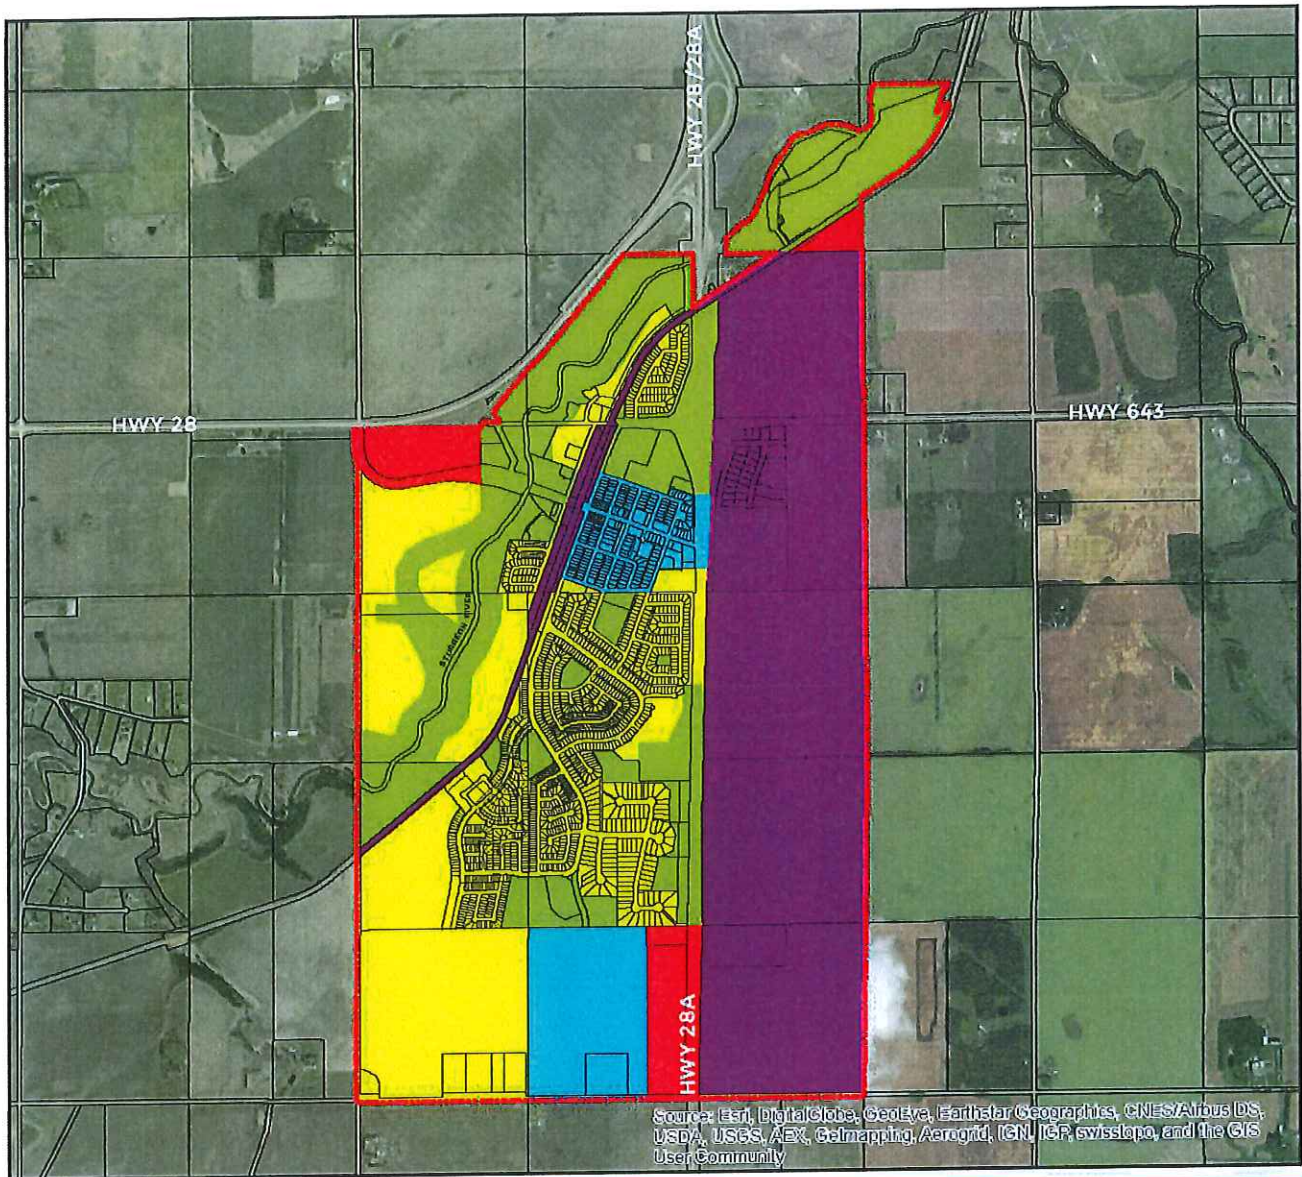 HWY 28/28A
HWY 28
HWY 643
STURGEON RIVER
HWY 28A
Source: Esri, DigitalGlobe, GeoEye, Earthstar Geographics, CNES/Airbus DS,
USDA, USGS, AEX, Getmapping, Aerogrid, IGN, IGP, swisstopo, and the GIS
User Community